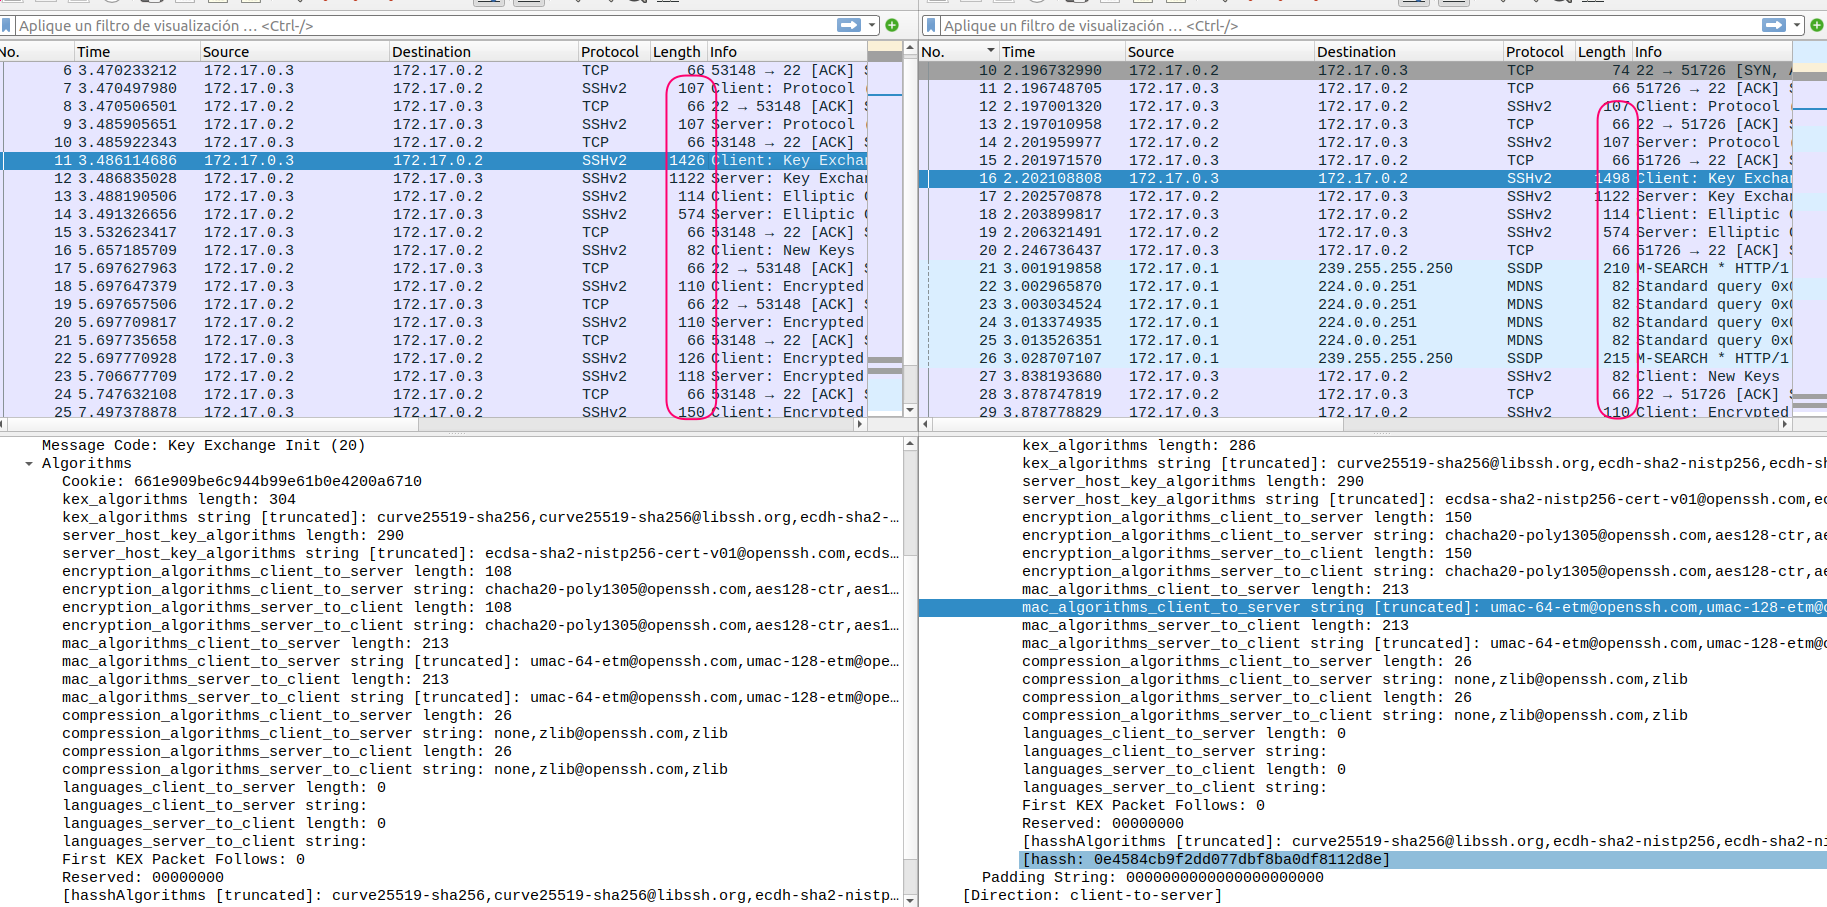 Aplique un filtro de visualización ... <Ctrl-/>
No. Time Source Destination Protocol Length Info
6 3.470233212 172.17.0.3 172.17.0.2 TCP 66 53148 → 22 [ACK] S
7 3.470497980 172.17.0.3 172.17.0.2 SSHv2 107 Client: Protocol (
8 3.470506501 172.17.0.2 172.17.0.3 TCP 66 22 → 53148 [ACK] S
9 3.485905651 172.17.0.2 172.17.0.3 SSHv2 107 Server: Protocol (
10 3.485922343 172.17.0.3 172.17.0.2 TCP 66 53148 → 22 [ACK] S
11 3.486114686 172.17.0.3 172.17.0.2 SSHv2 1426 Client: Key Exchan
12 3.486835028 172.17.0.2 172.17.0.3 SSHv2 1122 Server: Key Exchan
13 3.488190506 172.17.0.3 172.17.0.2 SSHv2 114 Client: Elliptic C
14 3.491326656 172.17.0.2 172.17.0.3 SSHv2 574 Server: Elliptic C
15 3.532623417 172.17.0.3 172.17.0.2 TCP 66 53148 → 22 [ACK] S
16 5.657185709 172.17.0.3 172.17.0.2 SSHv2 82 Client: New Keys
17 5.697627963 172.17.0.2 172.17.0.3 TCP 66 22 → 53148 [ACK] S
18 5.697647379 172.17.0.3 172.17.0.2 SSHv2 110 Client: Encrypted
19 5.697657506 172.17.0.2 172.17.0.3 TCP 66 22 → 53148 [ACK] S
20 5.697709817 172.17.0.2 172.17.0.3 SSHv2 110 Server: Encrypted
21 5.697735658 172.17.0.3 172.17.0.2 TCP 66 53148 → 22 [ACK] S
22 5.697770928 172.17.0.3 172.17.0.2 SSHv2 126 Client: Encrypted
23 5.706677709 172.17.0.2 172.17.0.3 SSHv2 118 Server: Encrypted
24 5.747632108 172.17.0.3 172.17.0.2 TCP 66 53148 → 22 [ACK] S
25 7.497378878 172.17.0.3 172.17.0.2 SSHv2 150 Client: Encrypted
Message Code: Key Exchange Init (20)
Algorithms
Cookie: 661e909be6c944b99e61b0e4200a6710
kex_algorithms length: 304
kex_algorithms string [truncated]: curve25519-sha256,curve25519-sha256@libssh.org,ecdh-sha2-…
server_host_key_algorithms length: 290
server_host_key_algorithms string [truncated]: ecdsa-sha2-nistp256-cert-v01@openssh.com,ecds…
encryption_algorithms_client_to_server length: 108
encryption_algorithms_client_to_server string: chacha20-poly1305@openssh.com,aes128-ctr,aes1…
encryption_algorithms_server_to_client length: 108
encryption_algorithms_server_to_client string: chacha20-poly1305@openssh.com,aes128-ctr,aes1…
mac_algorithms_client_to_server length: 213
mac_algorithms_client_to_server string [truncated]: umac-64-etm@openssh.com,umac-128-etm@ope…
mac_algorithms_server_to_client length: 213
mac_algorithms_server_to_client string [truncated]: umac-64-etm@openssh.com,umac-128-etm@ope…
compression_algorithms_client_to_server length: 26
compression_algorithms_client_to_server string: none,zlib@openssh.com,zlib
compression_algorithms_server_to_client length: 26
compression_algorithms_server_to_client string: none,zlib@openssh.com,zlib
languages_client_to_server length: 0
languages_client_to_server string:
languages_server_to_client length: 0
languages_server_to_client string:
First KEX Packet Follows: 0
Reserved: 00000000
[hasshAlgorithms [truncated]: curve25519-sha256,curve25519-sha256@libssh.org,ecdh-sha2-nistp…
Aplique un filtro de visualización ... <Ctrl-/>
No. Time Source Destination Protocol Length Info
10 2.196732990 172.17.0.2 172.17.0.3 TCP 74 22 → 51726 [SYN, A
11 2.196748705 172.17.0.3 172.17.0.2 TCP 66 51726 → 22 [ACK] S
12 2.197001320 172.17.0.3 172.17.0.2 SSHv2 107 Client: Protocol (
13 2.197010958 172.17.0.2 172.17.0.3 TCP 66 22 → 51726 [ACK] S
14 2.201959977 172.17.0.2 172.17.0.3 SSHv2 107 Server: Protocol (
15 2.201971570 172.17.0.3 172.17.0.2 TCP 66 51726 → 22 [ACK] S
16 2.202108808 172.17.0.3 172.17.0.2 SSHv2 1498 Client: Key Exchan
17 2.202570878 172.17.0.2 172.17.0.3 SSHv2 1122 Server: Key Exchan
18 2.203899817 172.17.0.3 172.17.0.2 SSHv2 114 Client: Elliptic C
19 2.206321491 172.17.0.2 172.17.0.3 SSHv2 574 Server: Elliptic C
20 2.246736437 172.17.0.3 172.17.0.2 TCP 66 51726 → 22 [ACK] S
21 3.001919858 172.17.0.1 239.255.255.250 SSDP 210 M-SEARCH * HTTP/1
22 3.002965870 172.17.0.1 224.0.0.251 MDNS 82 Standard query 0x0
23 3.003034524 172.17.0.1 224.0.0.251 MDNS 82 Standard query 0x0
24 3.013374935 172.17.0.1 224.0.0.251 MDNS 82 Standard query 0x0
25 3.013526351 172.17.0.1 224.0.0.251 MDNS 82 Standard query 0x0
26 3.028707107 172.17.0.1 239.255.255.250 SSDP 215 M-SEARCH * HTTP/1
27 3.838193680 172.17.0.3 172.17.0.2 SSHv2 82 Client: New Keys
28 3.878747819 172.17.0.2 172.17.0.3 TCP 66 22 → 51726 [ACK] S
29 3.878778829 172.17.0.3 172.17.0.2 SSHv2 110 Client: Encrypted
kex_algorithms length: 286
kex_algorithms string [truncated]: curve25519-sha256@libssh.org,ecdh-sha2-nistp256,ecdh-sh
server_host_key_algorithms length: 290
server_host_key_algorithms string [truncated]: ecdsa-sha2-nistp256-cert-v01@openssh.com,ec
encryption_algorithms_client_to_server length: 150
encryption_algorithms_client_to_server string: chacha20-poly1305@openssh.com,aes128-ctr,ae
encryption_algorithms_server_to_client length: 150
encryption_algorithms_server_to_client string: chacha20-poly1305@openssh.com,aes128-ctr,ae
mac_algorithms_client_to_server length: 213
mac_algorithms_client_to_server string [truncated]: umac-64-etm@openssh.com,umac-128-etm@o
mac_algorithms_server_to_client length: 213
mac_algorithms_server_to_client string [truncated]: umac-64-etm@openssh.com,umac-128-etm@o
compression_algorithms_client_to_server length: 26
compression_algorithms_client_to_server string: none,zlib@openssh.com,zlib
compression_algorithms_server_to_client length: 26
compression_algorithms_server_to_client string: none,zlib@openssh.com,zlib
languages_client_to_server length: 0
languages_client_to_server string:
languages_server_to_client length: 0
languages_server_to_client string:
First KEX Packet Follows: 0
Reserved: 00000000
[hasshAlgorithms [truncated]: curve25519-sha256@libssh.org,ecdh-sha2-nistp256,ecdh-sha2-ni
[hassh: 0e4584cb9f2dd077dbf8ba0df8112d8e]
Padding String: 0000000000000000000000
[Direction: client-to-server]